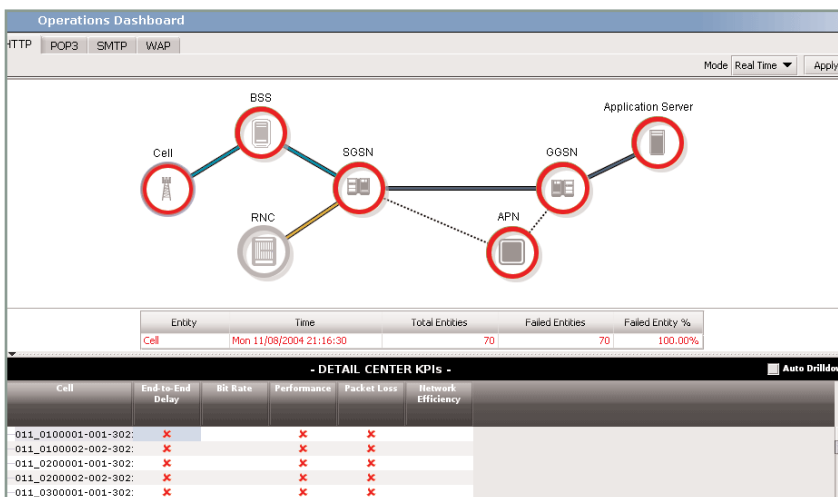 Operations Dashboard
HTTP POP3 SMTP WAP
Mode Real Time Apply
BSS
Application Server
Cell
SGSN
GGSN
RNC
APN
Entity Time Total Entities Failed Entities Failed Entity %
Cell Mon 11/08/2004 21:16:30 70 70 100.00%
- DETAIL CENTER KPIs -
Auto Drilldo
Cell End-to-End Delay Bit Rate Performance Packet Loss Network Efficiency
011_0100001-001-302
011_0100002-002-302
011_0200001-001-302
011_0200002-002-302
011_0300001-001-302